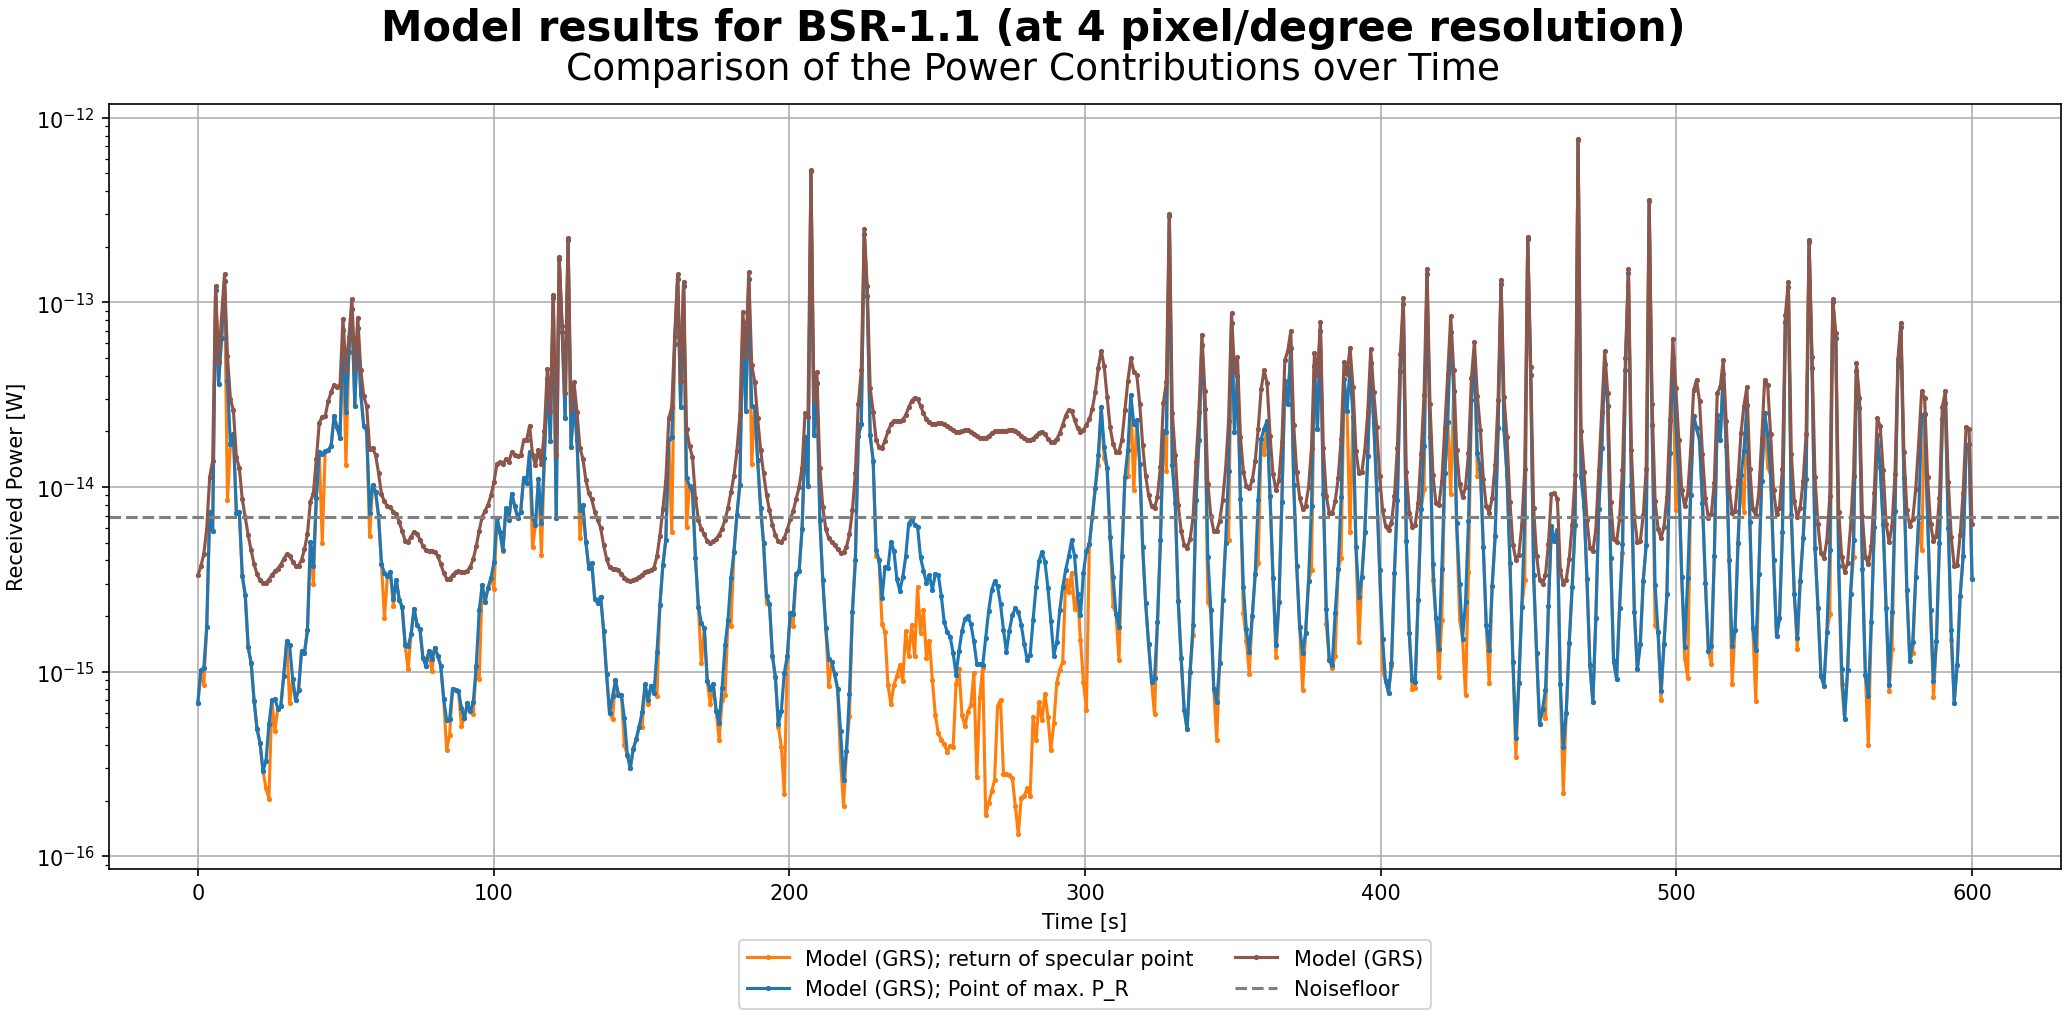 Model results for BSR-1.1 (at 4 pixel/degree resolution)
Comparison of the Power Contributions over Time
Received Power [W]
10⁻¹²
10⁻¹³
10⁻¹⁴
10⁻¹⁵
10⁻¹⁶
0 100 200 300 400 500 600
Time [s]
Model (GRS); return of specular point
Model (GRS); Point of max. P_R
Model (GRS)
Noisefloor